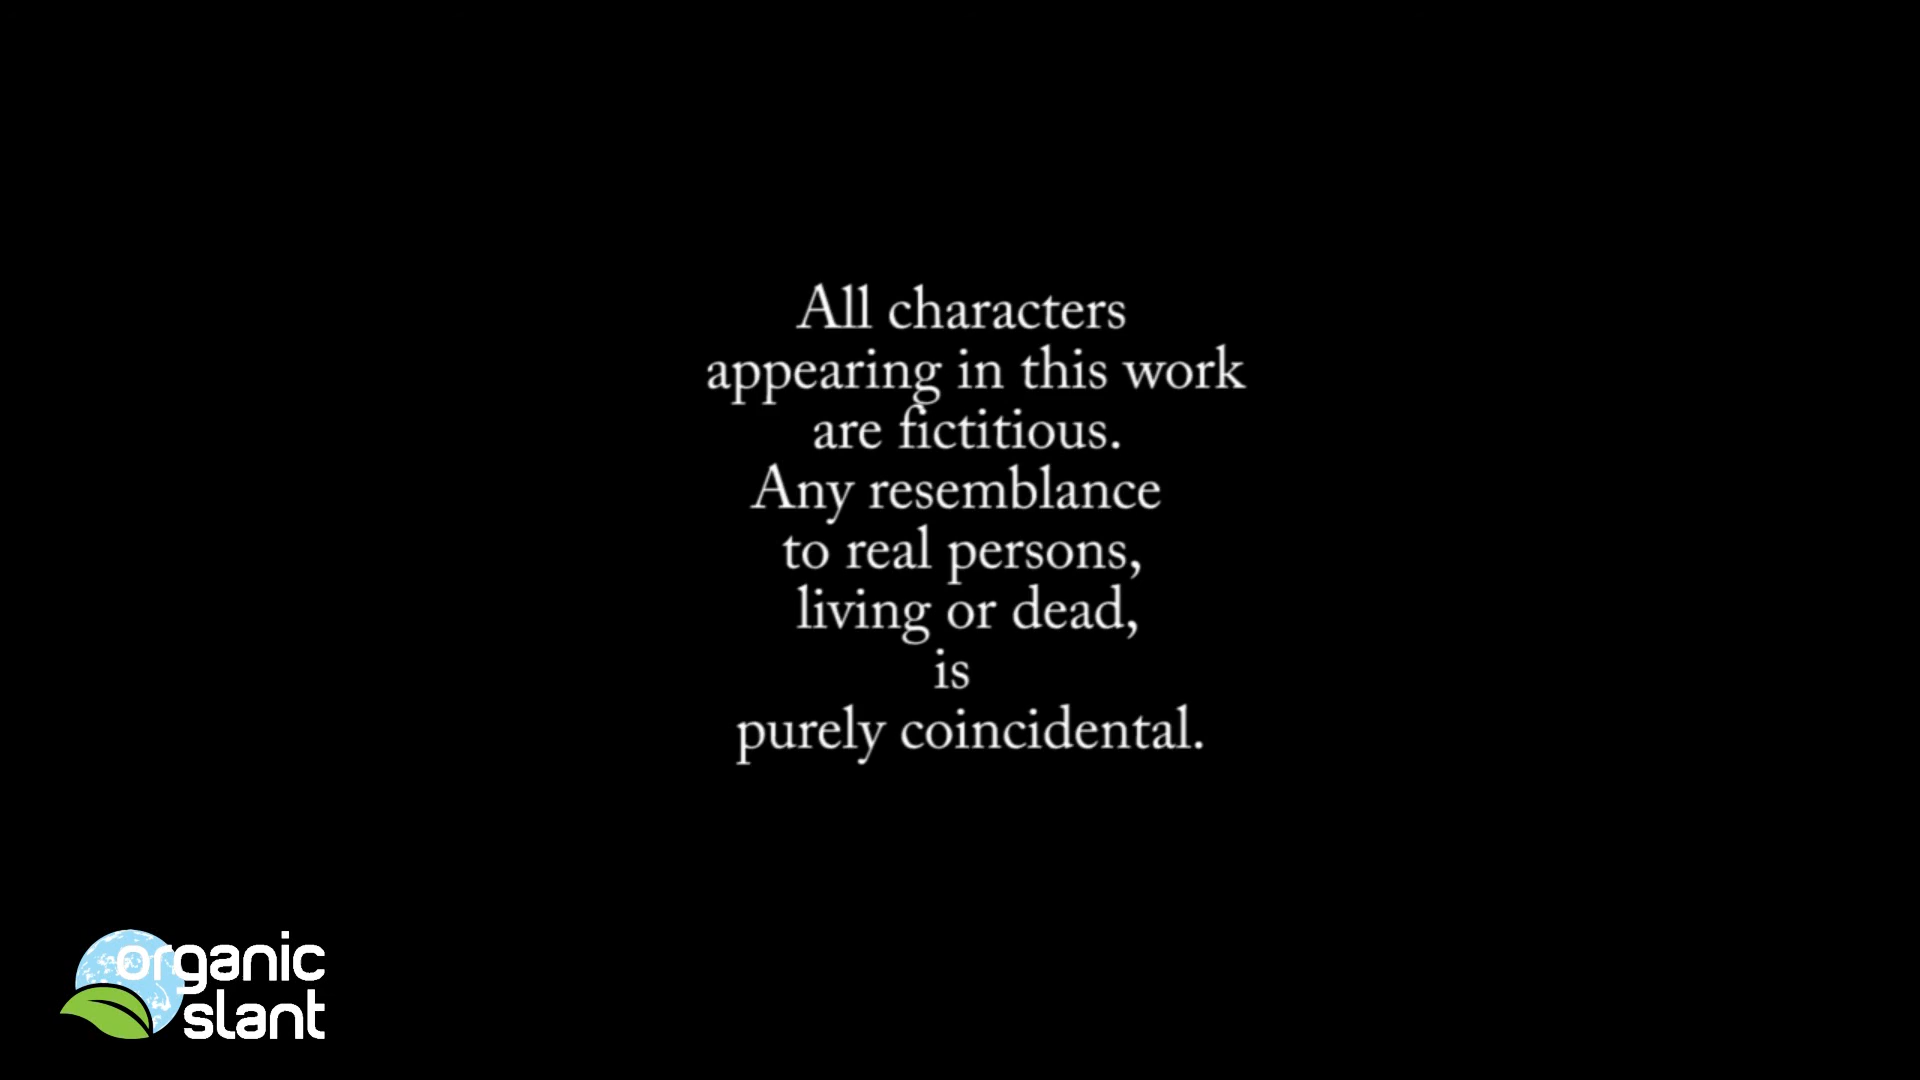 All characters
appearing in this work
are fictitious.
Any resemblance
to real persons,
living or dead,
is
purely coincidental.
organic
slant